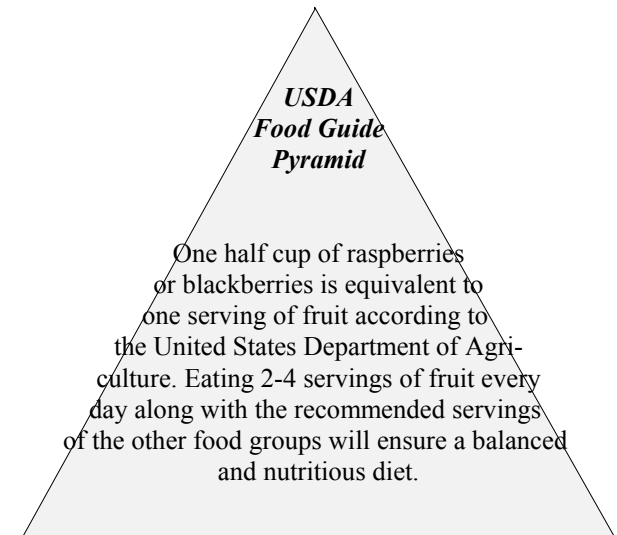 USDA
Food Guide
Pyramid
One half cup of raspberries
or blackberries is equivalent to
one serving of fruit according to
the United States Department of Agri-
culture. Eating 2-4 servings of fruit every
day along with the recommended servings
of the other food groups will ensure a balanced
and nutritious diet.